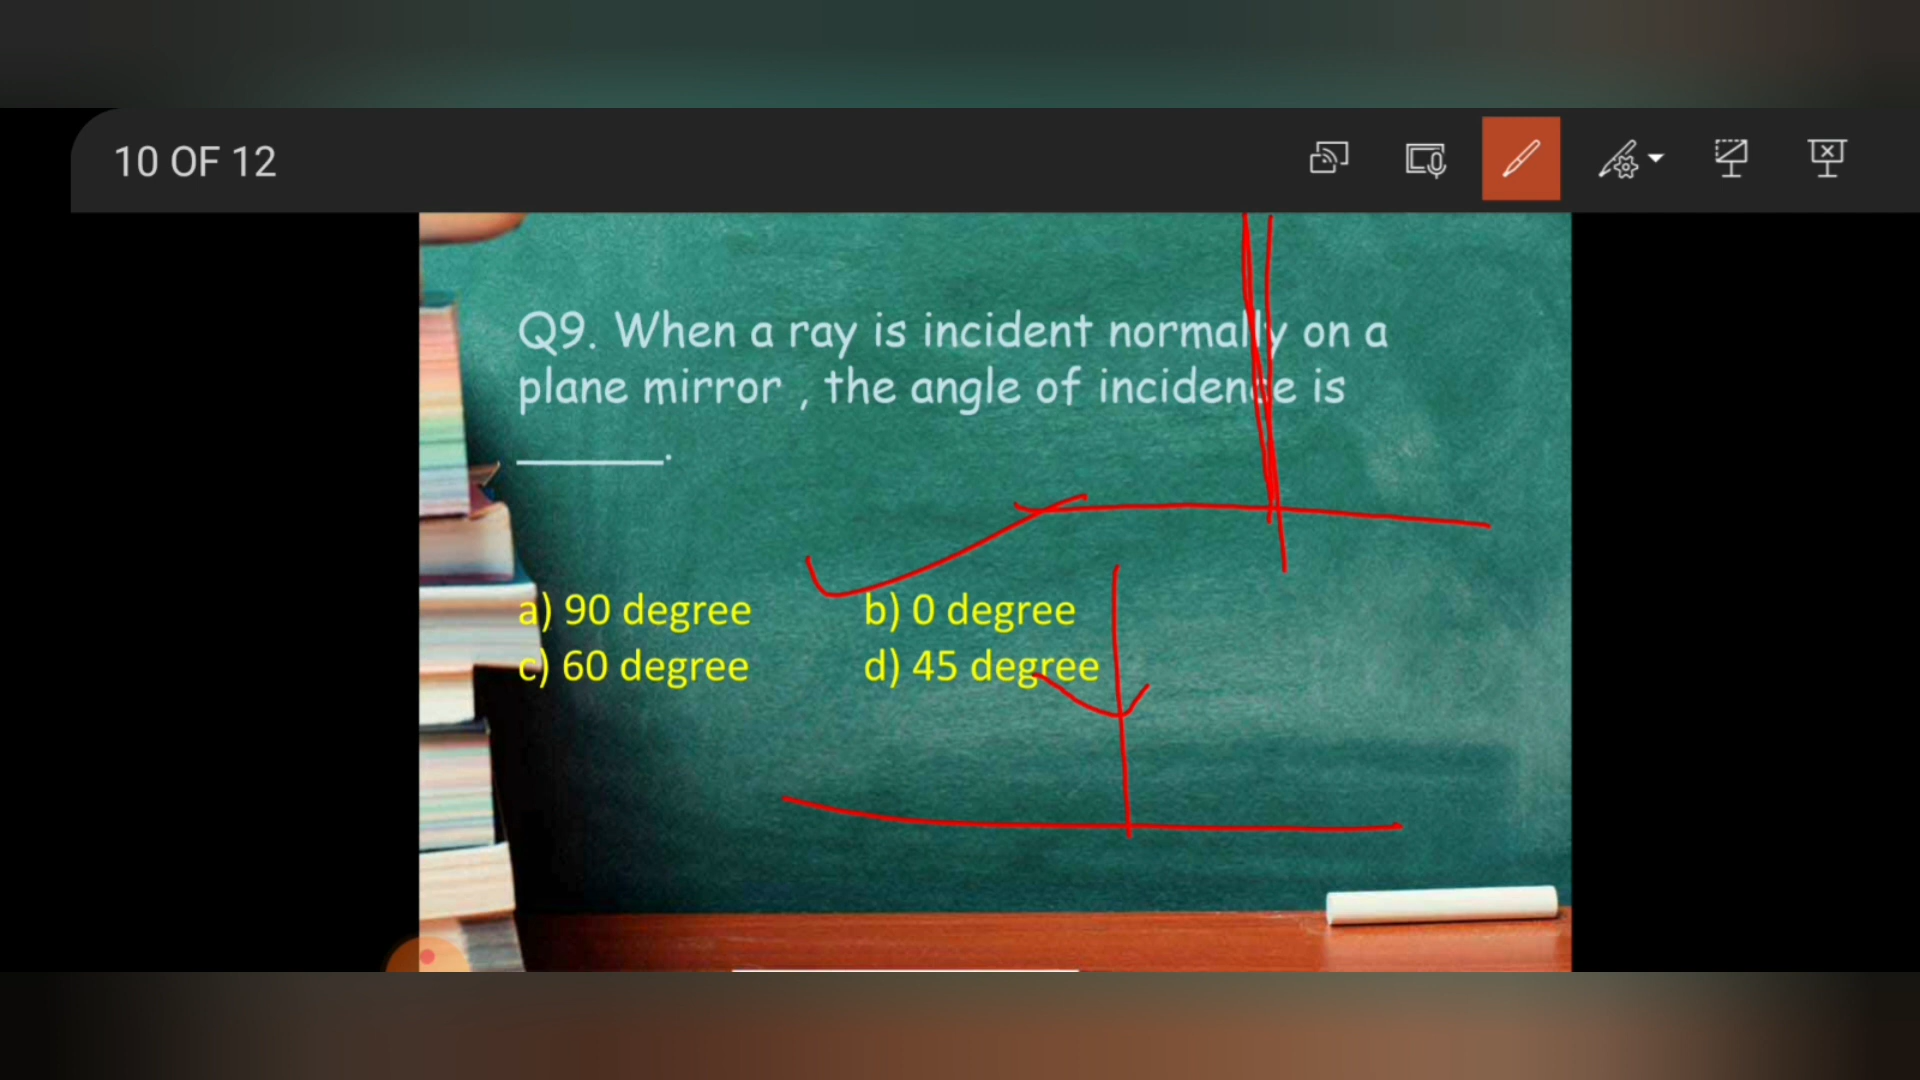 10 OF 12
Q9. When a ray is incident normally on a
plane mirror , the angle of incidence is
______.
a) 90 degree b) 0 degree
c) 60 degree d) 45 degree